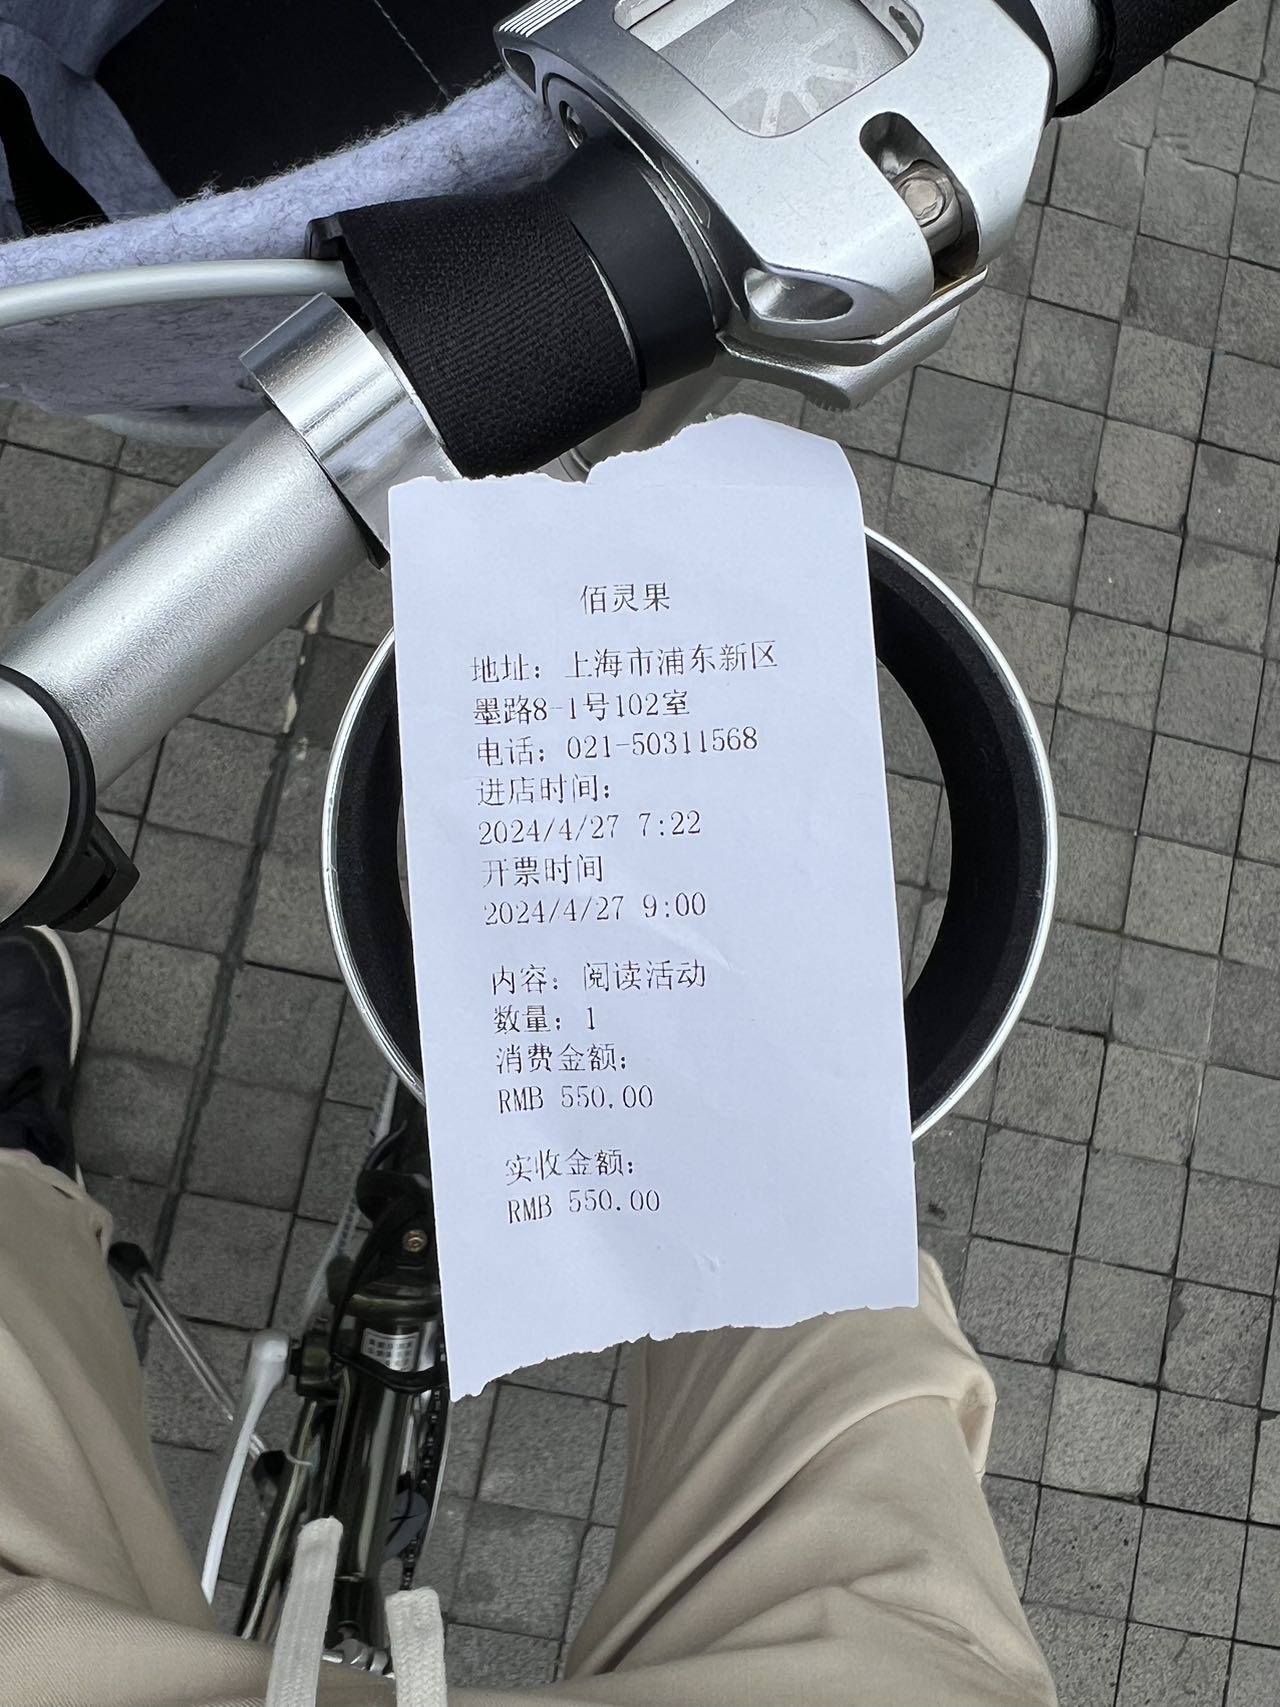 佰灵果
地址：上海市浦东新区
墨路8-1号102室
电话：021-50311568
进店时间：
2024/4/27 7:22
开票时间
2024/4/27 9:00
内容：阅读活动
数量：1
消费金额：
RMB 550.00
实收金额：
RMB 550.00